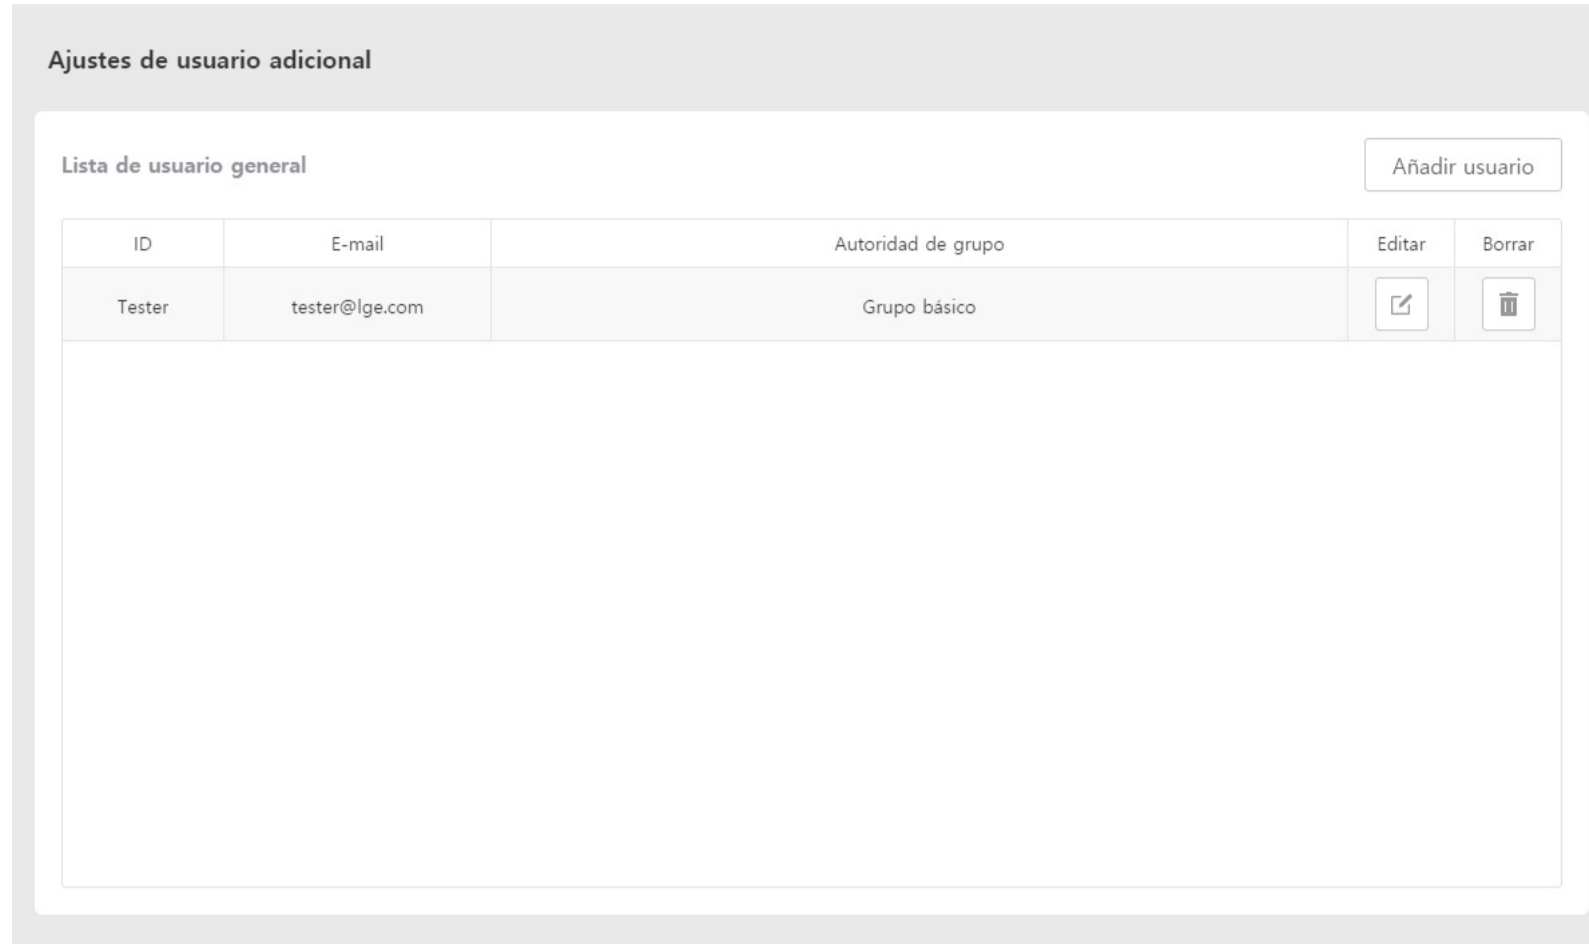 Ajustes de usuario adicional
Lista de usuario general
Añadir usuario
ID E-mail Autoridad de grupo Editar Borrar
Tester tester@lge.com Grupo básico